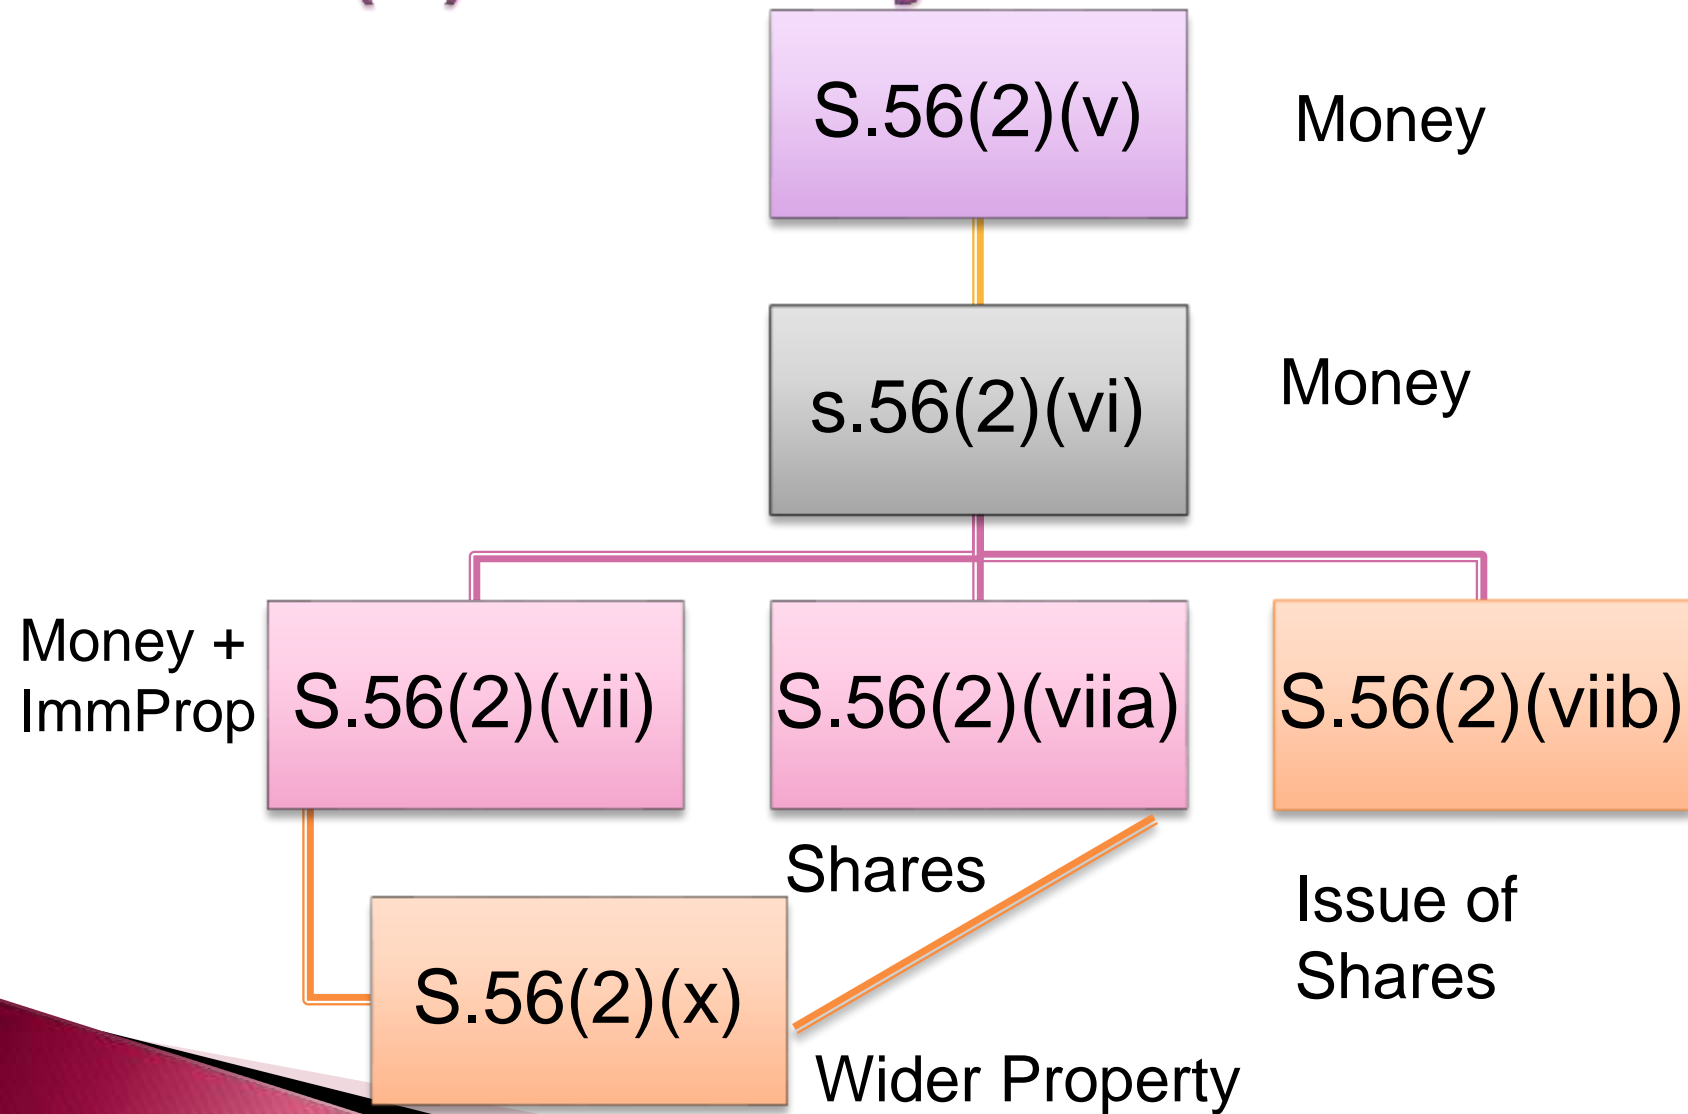 S.56(2)(v)
Money
s.56(2)(vi)
Money
Money +
ImmProp
S.56(2)(vii)
S.56(2)(viia)
S.56(2)(viib)
Shares
Issue of
Shares
S.56(2)(x)
Wider Property